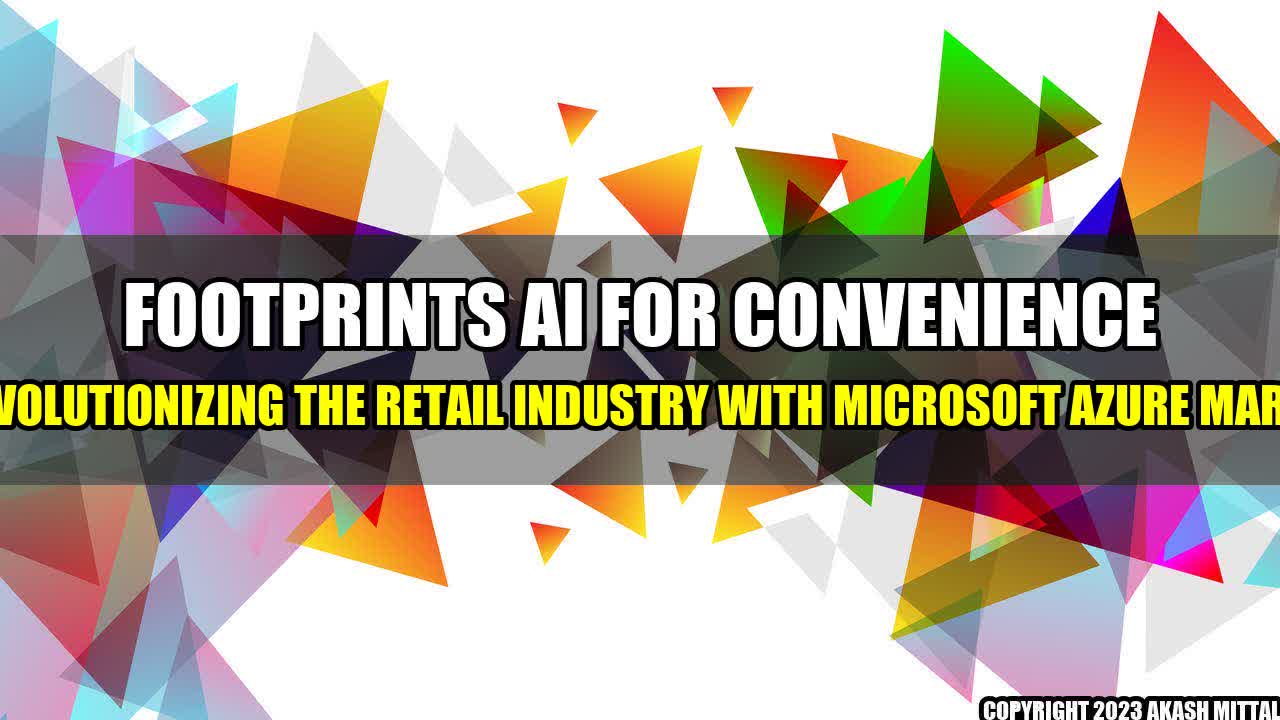 FOOTPRINTS AI FOR CONVENIENCE
VOLUTIONIZING THE RETAIL INDUSTRY WITH MICROSOFT AZURE MAR
COPYRIGHT 2023 AKASH MITTAL